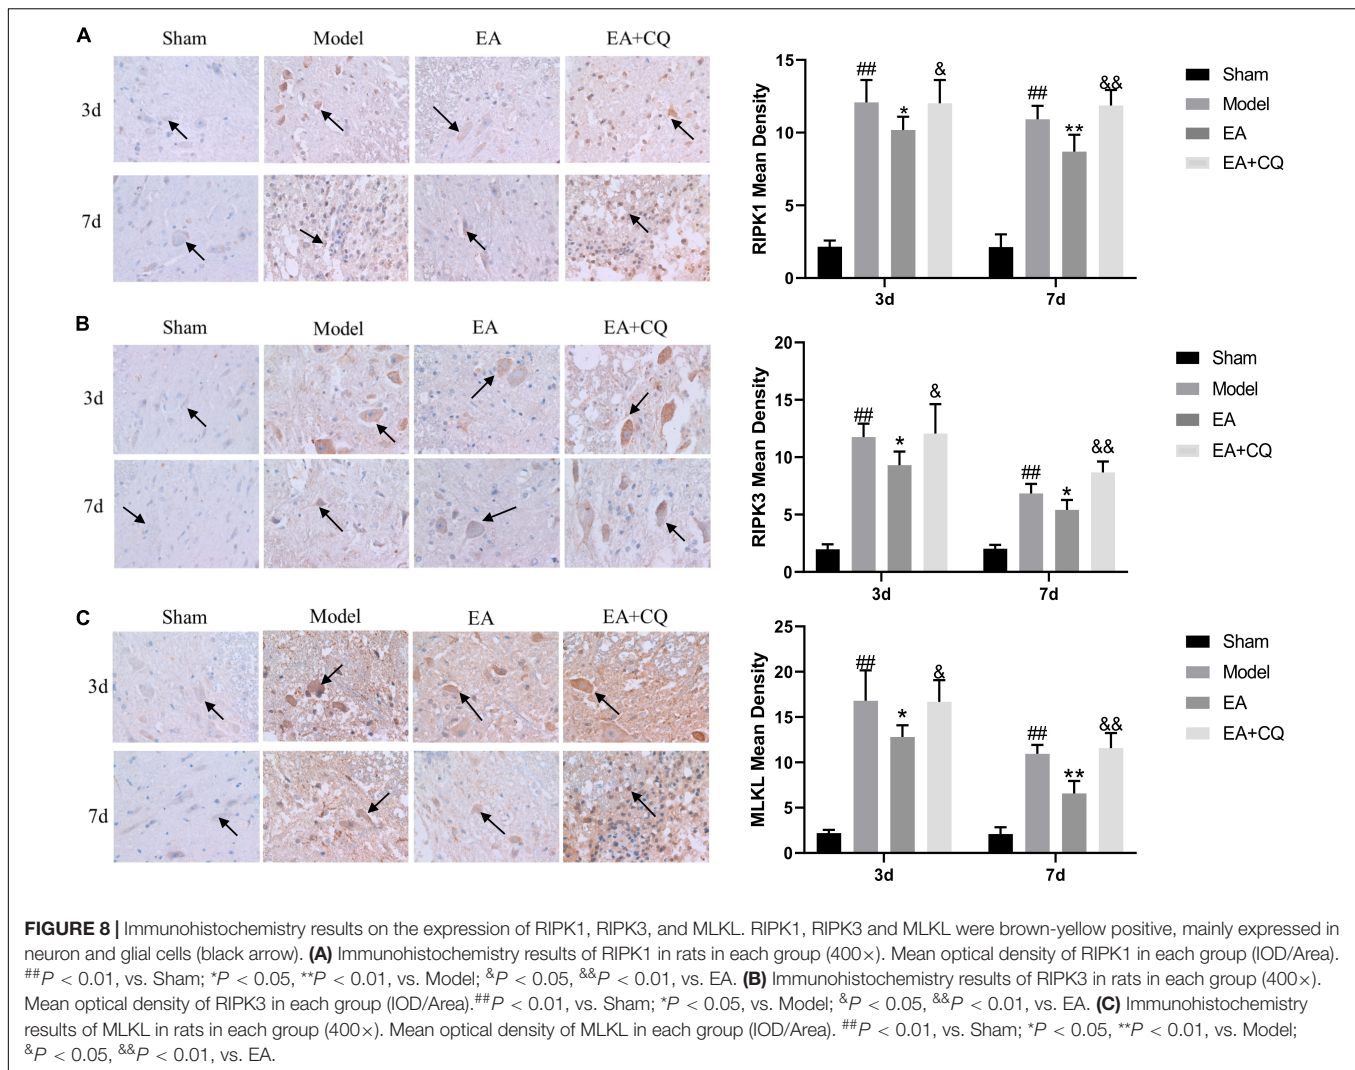 A
Sham Model EA EA+CQ
3d
7d
RIPK1 Mean Density
15
10
5
0
## * & ## ** &&
3d 7d
Sham
Model
EA
EA+CQ
B
Sham Model EA EA+CQ
3d
7d
RIPK3 Mean Density
20
15
10
5
0
## * & ## * &&
3d 7d
Sham
Model
EA
EA+CQ
C
Sham Model EA EA+CQ
3d
7d
MLKL Mean Density
25
20
15
10
5
0
## * & ## ** &&
3d 7d
Sham
Model
EA
EA+CQ
FIGURE 8 | Immunohistochemistry results on the expression of RIPK1, RIPK3, and MLKL. RIPK1, RIPK3 and MLKL were brown-yellow positive, mainly expressed in
neuron and glial cells (black arrow). (A) Immunohistochemistry results of RIPK1 in rats in each group (400×). Mean optical density of RIPK1 in each group (IOD/Area).
##P < 0.01, vs. Sham; *P < 0.05, **P < 0.01, vs. Model; &P < 0.05, &&P < 0.01, vs. EA. (B) Immunohistochemistry results of RIPK3 in rats in each group (400×).
Mean optical density of RIPK3 in each group (IOD/Area).##P < 0.01, vs. Sham; *P < 0.05, vs. Model; &P < 0.05, &&P < 0.01, vs. EA. (C) Immunohistochemistry
results of MLKL in rats in each group (400×). Mean optical density of MLKL in each group (IOD/Area). ##P < 0.01, vs. Sham; *P < 0.05, **P < 0.01, vs. Model;
&P < 0.05, &&P < 0.01, vs. EA.